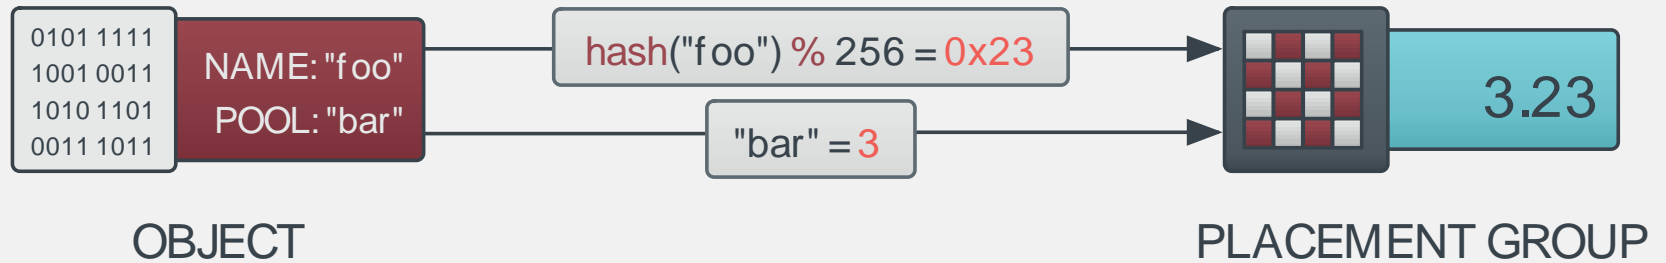 0101 1111
1001 0011
1010 1101
0011 1011
NAME: "foo"
POOL: "bar"
hash("foo") % 256 = 0x23
"bar" = 3
3.23
OBJECT
PLACEMENT GROUP